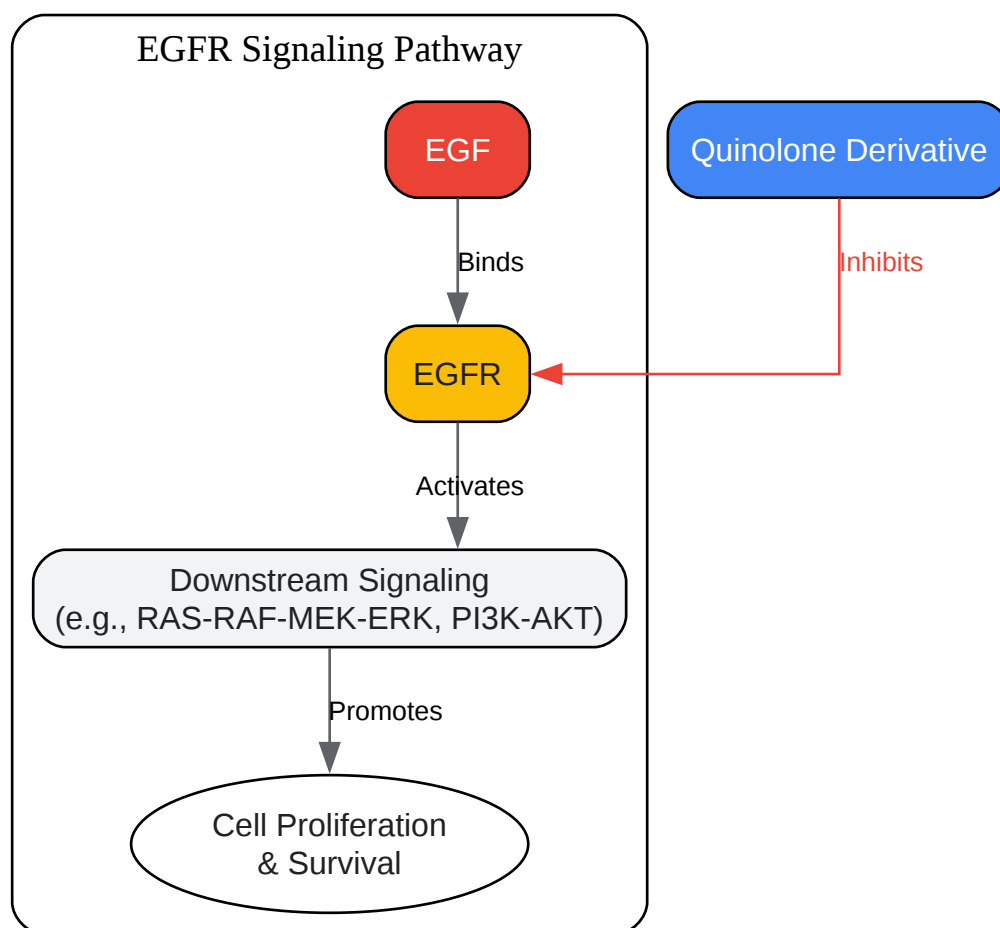 EGFR Signaling Pathway
EGF
Quinolone Derivative
Binds
Inhibits
EGFR
Activates
Downstream Signaling
(e.g., RAS-RAF-MEK-ERK, PI3K-AKT)
Promotes
Cell Proliferation
& Survival